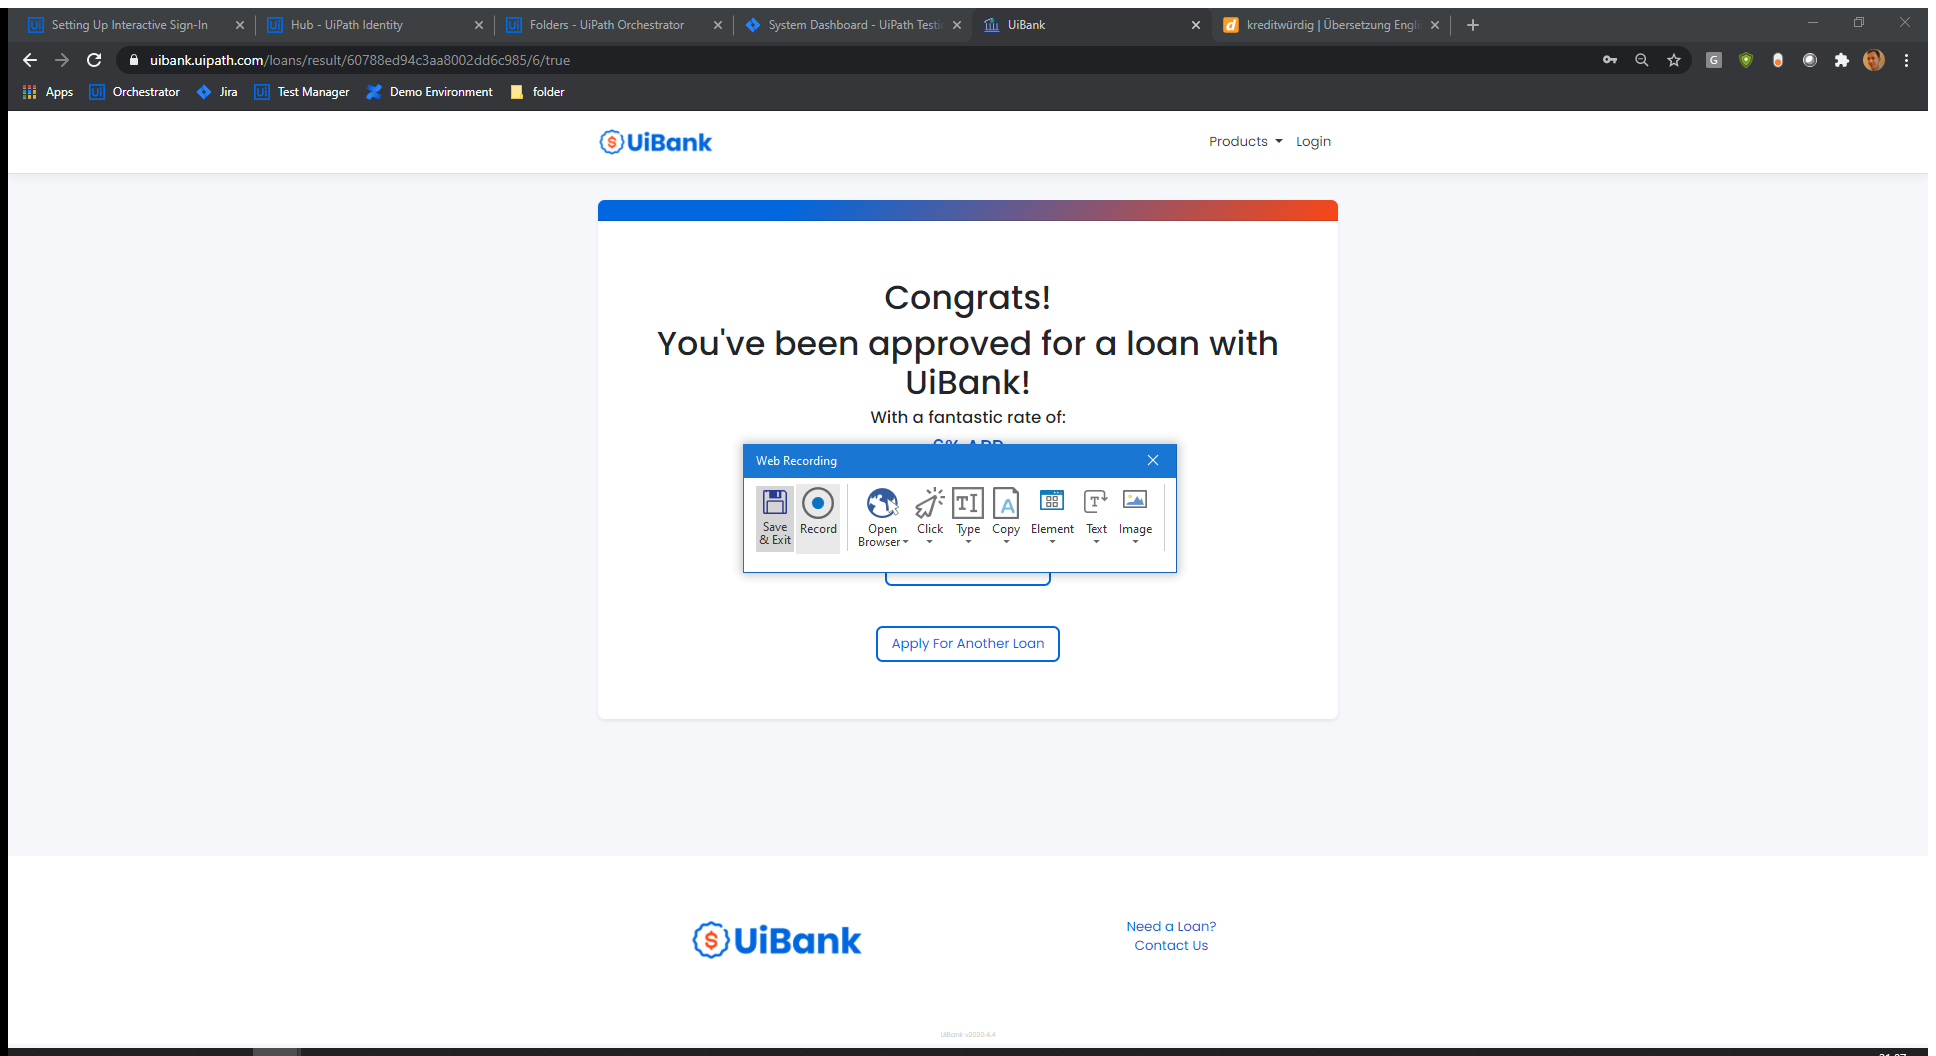 Setting Up Interactive Sign-In
Hub - UiPath Identity
Folders - UiPath Orchestrator
System Dashboard - UiPath Testin
UiBank
kreditwürdig | Übersetzung Engli
uibank.uipath.com/loans/result/60788ed94c3aa8002dd6c985/6/true
Apps
Orchestrator
Jira
Test Manager
Demo Environment
folder
UiBank
Products
Login
Congrats!
You've been approved for a loan with
UiBank!
With a fantastic rate of:
Web Recording
Save
& Exit
Record
Open
Browser
Click
Type
Copy
Element
Text
Image
Apply For Another Loan
UiBank
Need a Loan?
Contact Us
UiBank v2020.4.4